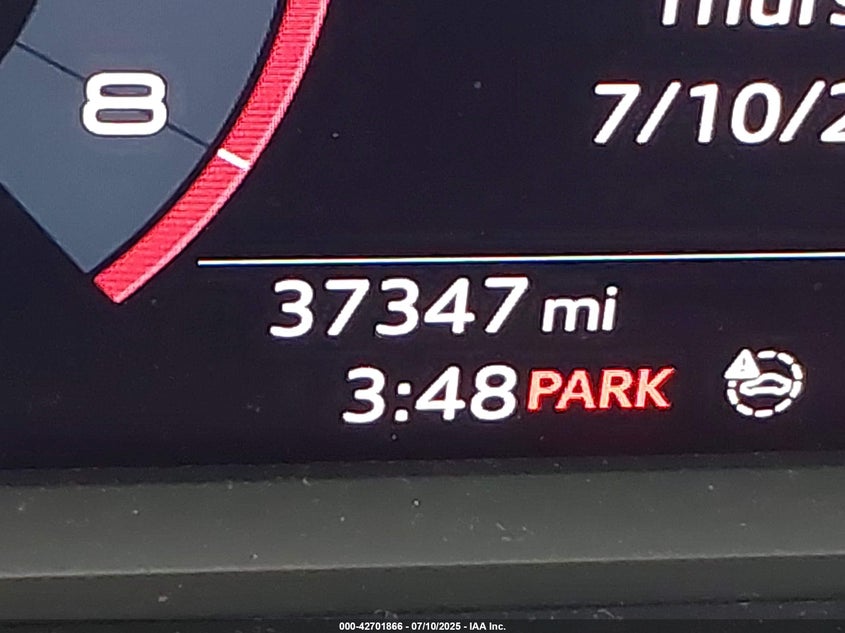 8
7/10/2
37347 mi
3:48 PARK
000-42701866 - 07/10/2025 - IAA Inc.